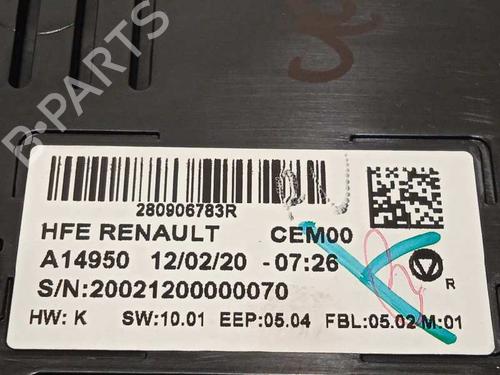 B-PARTS
280906783R
HFE RENAULT CEM00
A14950 12/02/20 -07:26
S/N:20021200000070
R
HW: K SW:10.01 EEP:05.04 FBL:05.02 M:01